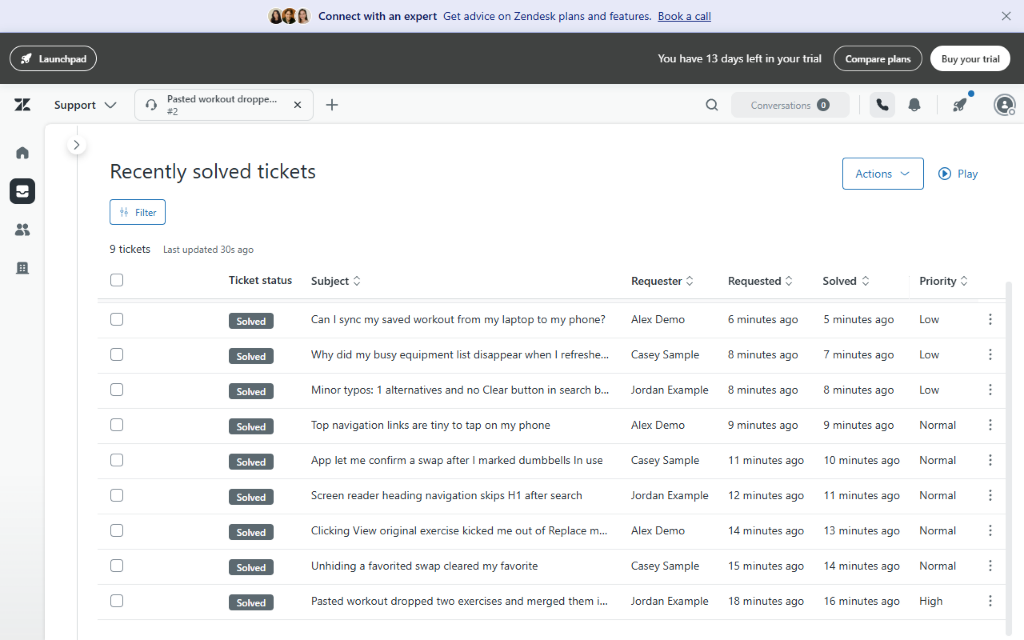 Connect with an expert Get advice on Zendesk plans and features. Book a call
Launchpad
You have 13 days left in your trial
Compare plans
Buy your trial
Support
Pasted workout droppe...
#2
Conversations 0
Recently solved tickets
Actions
Play
Filter
9 tickets Last updated 30s ago
Ticket status Subject Requester Requested Solved Priority
Solved Can I sync my saved workout from my laptop to my phone? Alex Demo 6 minutes ago 5 minutes ago Low
Solved Why did my busy equipment list disappear when I refreshe... Casey Sample 8 minutes ago 7 minutes ago Low
Solved Minor typos: 1 alternatives and no Clear button in search b... Jordan Example 8 minutes ago 8 minutes ago Low
Solved Top navigation links are tiny to tap on my phone Alex Demo 9 minutes ago 9 minutes ago Normal
Solved App let me confirm a swap after I marked dumbbells In use Casey Sample 11 minutes ago 10 minutes ago Normal
Solved Screen reader heading navigation skips H1 after search Jordan Example 12 minutes ago 11 minutes ago Normal
Solved Clicking View original exercise kicked me out of Replace m... Alex Demo 14 minutes ago 13 minutes ago Normal
Solved Unhiding a favorited swap cleared my favorite Casey Sample 15 minutes ago 14 minutes ago Normal
Solved Pasted workout dropped two exercises and merged them i... Jordan Example 18 minutes ago 16 minutes ago High